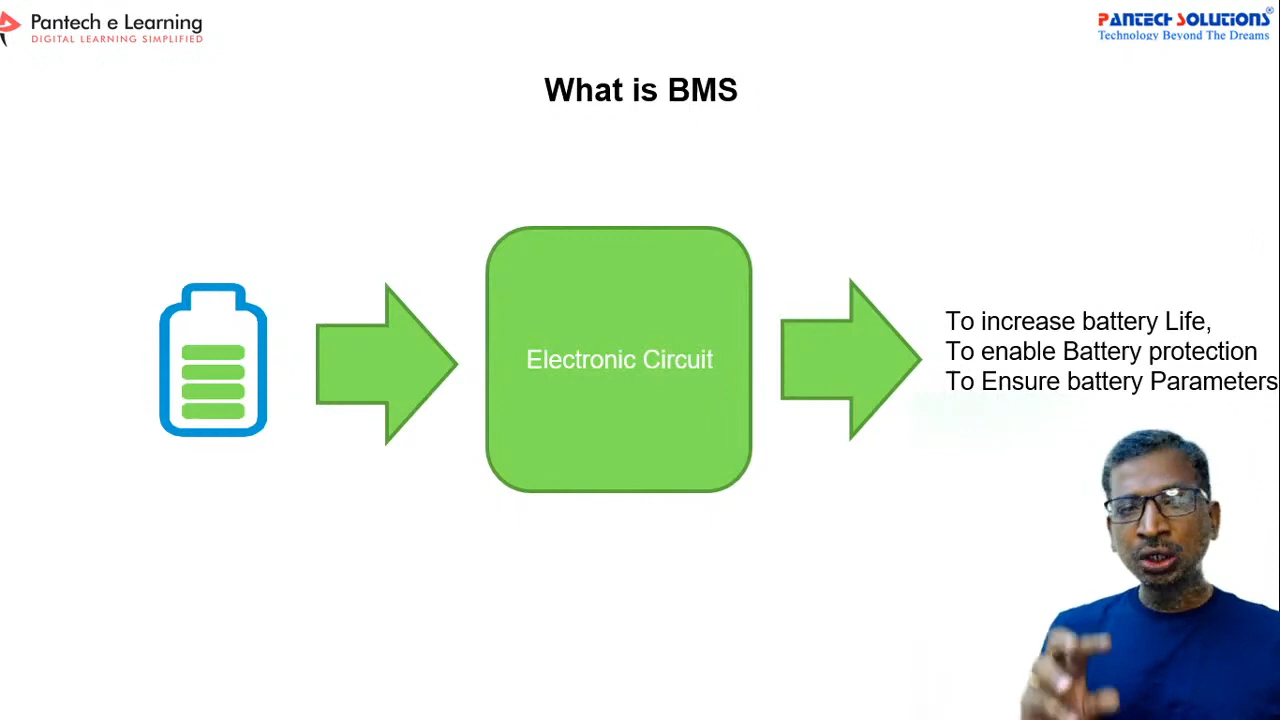 Pantech e Learning
DIGITAL LEARNING SIMPLIFIED
PANTECH SOLUTIONS®
Technology Beyond The Dreams
What is BMS
Electronic Circuit
To increase battery Life,
To enable Battery protection
To Ensure battery Parameters